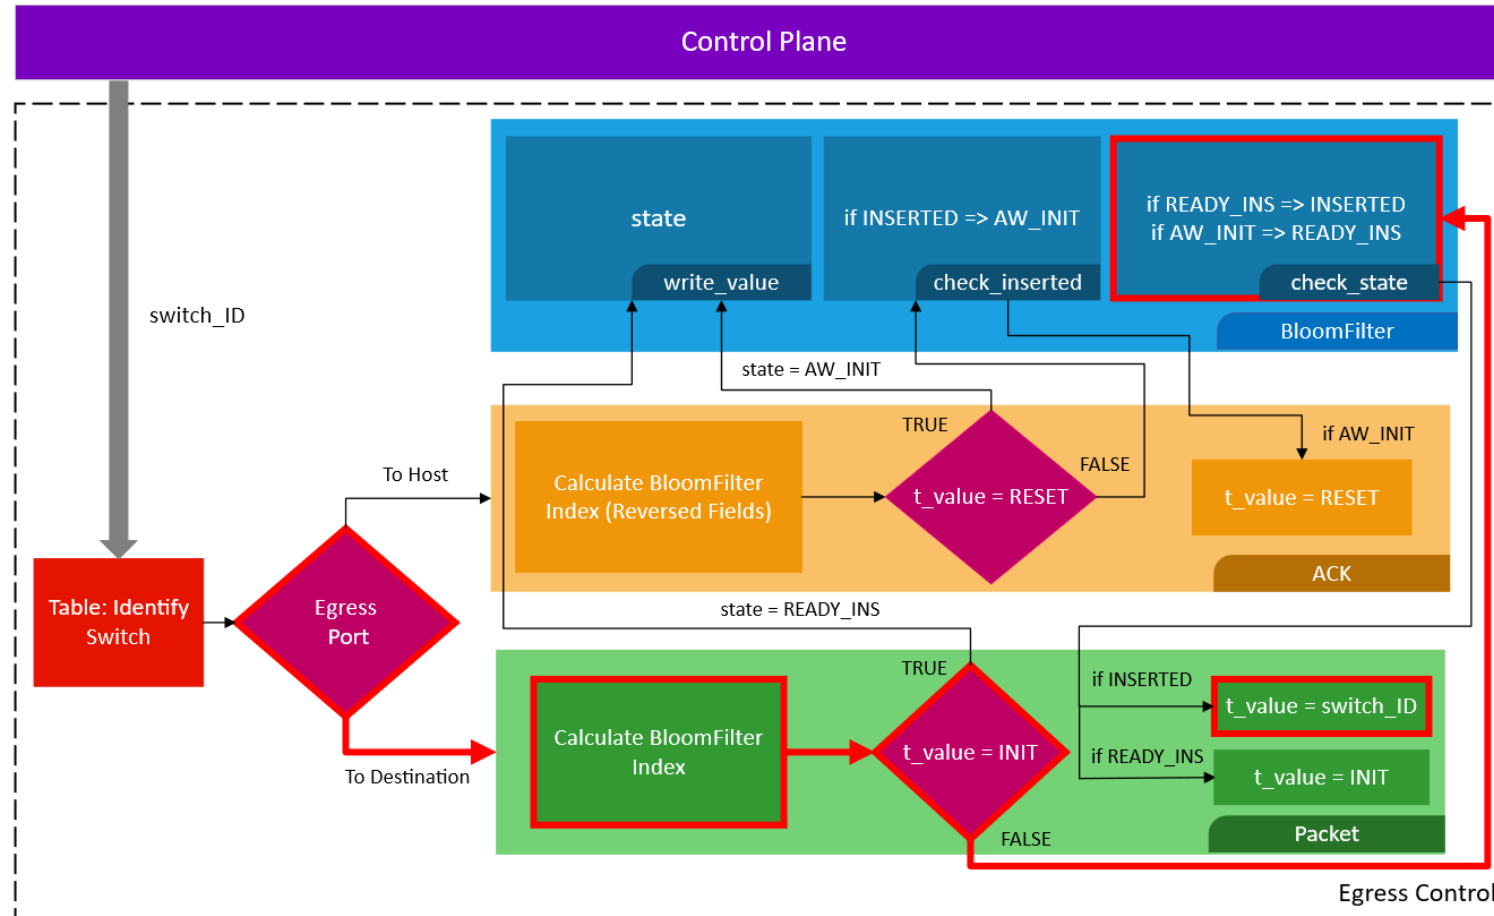 Control Plane
switch_ID
state
write_value
if INSERTED => AW_INIT
check_inserted
if READY_INS => INSERTED
if AW_INIT => READY_INS
check_state
BloomFilter
state = AW_INIT
To Host
Calculate BloomFilter
Index (Reversed Fields)
TRUE
t_value = RESET
FALSE
if AW_INIT
t_value = RESET
ACK
Table: Identify
Switch
Egress
Port
state = READY_INS
To Destination
Calculate BloomFilter
Index
TRUE
t_value = INIT
FALSE
if INSERTED
t_value = switch_ID
if READY_INS
t_value = INIT
Packet
Egress Control